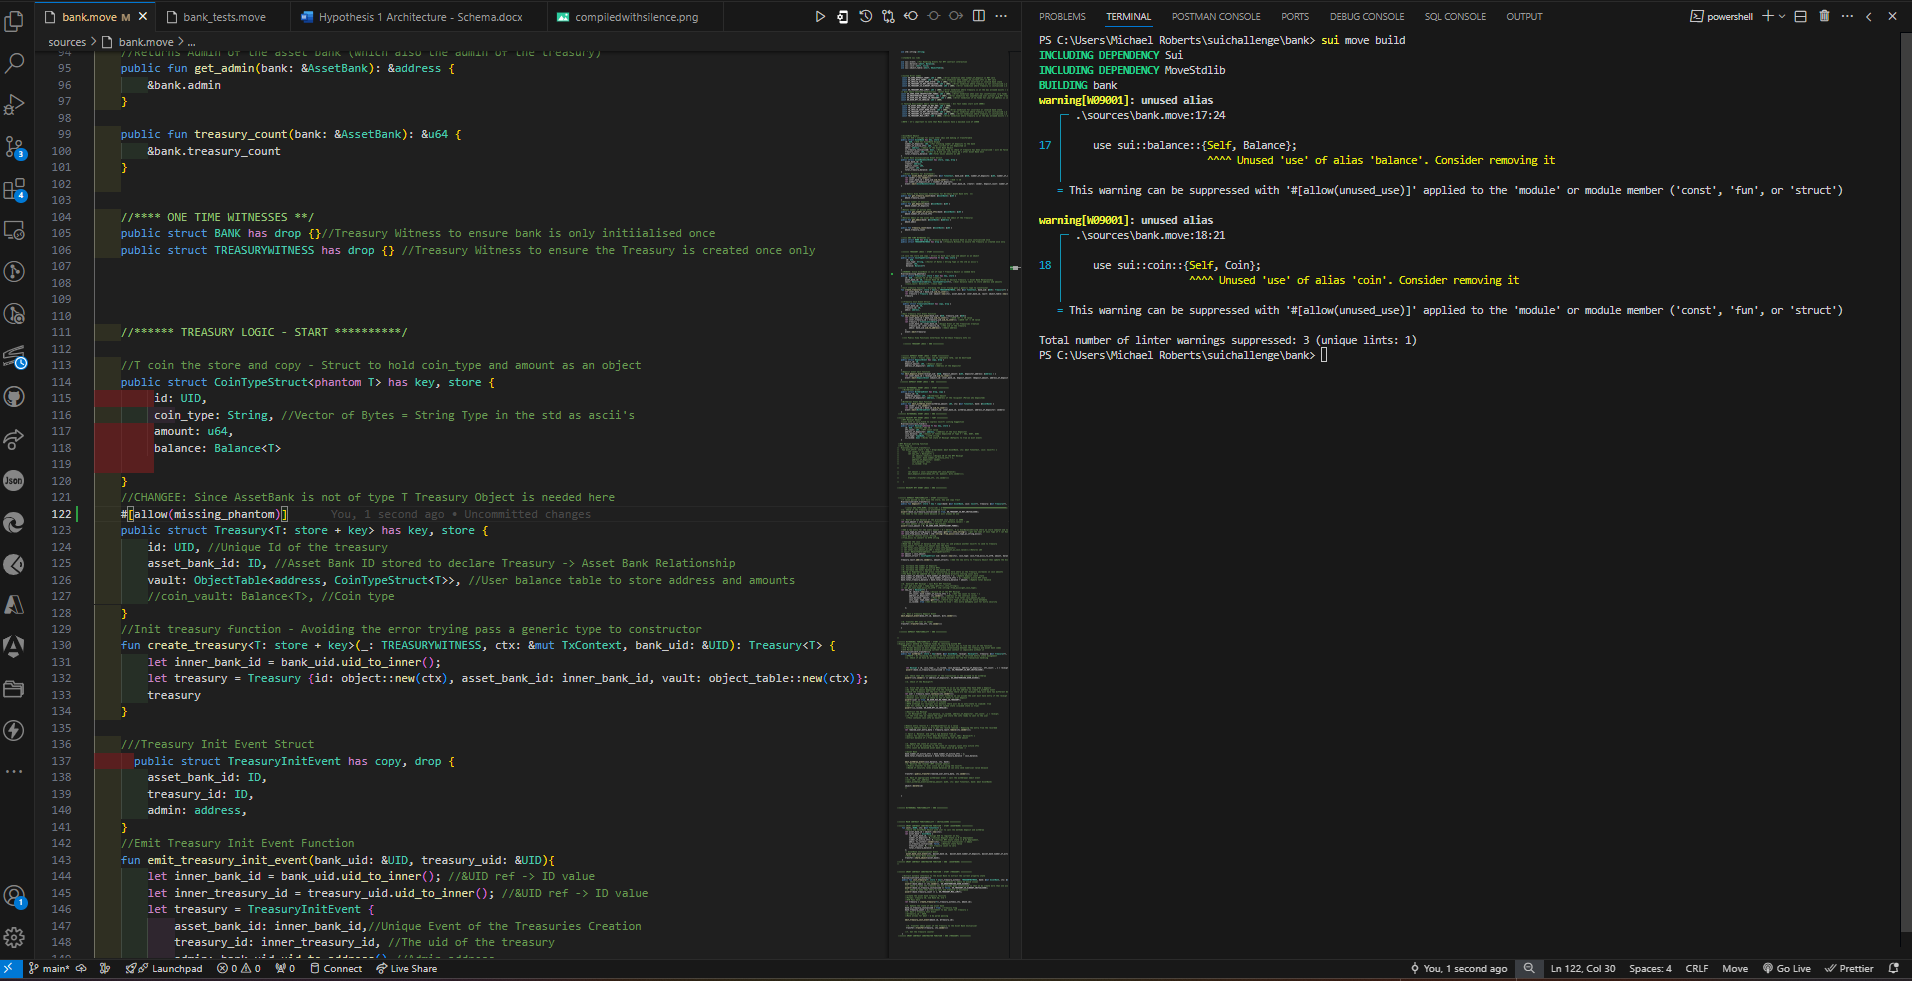 bank.move M
bank_tests.move
Hypothesis 1 Architecture - Schema.docx
compiledwithsilence.png
sources > bank.move > ...
94 //Returns Admin of the asset bank (which also the admin of the treasury)
95 public fun get_admin(bank: &AssetBank): &address {
96 &bank.admin
97 }
98
99 public fun treasury_count(bank: &AssetBank): &u64 {
100 &bank.treasury_count
101 }
102
103
104 //**** ONE TIME WITNESSES **/
105 public struct BANK has drop {}//Treasury Witness to ensure bank is only initiialised once
106 public struct TREASURYWITNESS has drop {} //Treasury Witness to ensure the Treasury is created once only
107
108
109
110
111 //****** TREASURY LOGIC - START **********/
112
113 //T coin the store and copy - Struct to hold coin_type and amount as an object
114 public struct CoinTypeStruct<phantom T> has key, store {
115 id: UID,
116 coin_type: String, //Vector of Bytes = String Type in the std as ascii's
117 amount: u64,
118 balance: Balance<T>
119
120 }
121 //CHANGEE: Since AssetBank is not of type T Treasury Object is needed here
122 #[allow(missing_phantom)] You, 1 second ago • Uncommitted changes
123 public struct Treasury<T: store + key> has key, store {
124 id: UID, //Unique Id of the treasury
125 asset_bank_id: ID, //Asset Bank ID stored to declare Treasury -> Asset Bank Relationship
126 vault: ObjectTable<address, CoinTypeStruct<T>>, //User balance table to store address and amounts
127 //coin_vault: Balance<T>, //Coin type
128 }
129 //Init treasury function - Avoiding the error trying pass a generic type to constructor
130 fun create_treasury<T: store + key>(_: TREASURYWITNESS, ctx: &mut TxContext, bank_uid: &UID): Treasury<T> {
131 let inner_bank_id = bank_uid.uid_to_inner();
132 let treasury = Treasury {id: object::new(ctx), asset_bank_id: inner_bank_id, vault: object_table::new(ctx)};
133 treasury
134 }
135
136 ///Treasury Init Event Struct
137 public struct TreasuryInitEvent has copy, drop {
138 asset_bank_id: ID,
139 treasury_id: ID,
140 admin: address,
141 }
142 //Emit Treasury Init Event Function
143 fun emit_treasury_init_event(bank_uid: &UID, treasury_uid: &UID){
144 let inner_bank_id = bank_uid.uid_to_inner(); //&UID ref -> ID value
145 let inner_treasury_id = treasury_uid.uid_to_inner(); //&UID ref -> ID value
146 let treasury = TreasuryInitEvent {
147 asset_bank_id: inner_bank_id,//Unique Event of the Treasuries Creation
148 treasury_id: inner_treasury_id, //The uid of the treasury
PROBLEMS TERMINAL POSTMAN CONSOLE PORTS DEBUG CONSOLE SQL CONSOLE OUTPUT
powershell
PS C:\Users\Michael Roberts\suichallenge\bank> sui move build
INCLUDING DEPENDENCY Sui
INCLUDING DEPENDENCY MoveStdlib
BUILDING bank
warning[W09001]: unused alias
.\sources\bank.move:17:24
17 use sui::balance::{Self, Balance};
^^^^ Unused 'use' of alias 'balance'. Consider removing it
= This warning can be suppressed with '#[allow(unused_use)]' applied to the 'module' or module member ('const', 'fun', or 'struct')
warning[W09001]: unused alias
.\sources\bank.move:18:21
18 use sui::coin::{Self, Coin};
^^^^ Unused 'use' of alias 'coin'. Consider removing it
= This warning can be suppressed with '#[allow(unused_use)]' applied to the 'module' or module member ('const', 'fun', or 'struct')
Total number of linter warnings suppressed: 3 (unique lints: 1)
PS C:\Users\Michael Roberts\suichallenge\bank>
3
4
Json
1
main* Launchpad 0 0 0 Connect Live Share
You, 1 second ago Ln 122, Col 30 Spaces: 4 CRLF Move Go Live Prettier